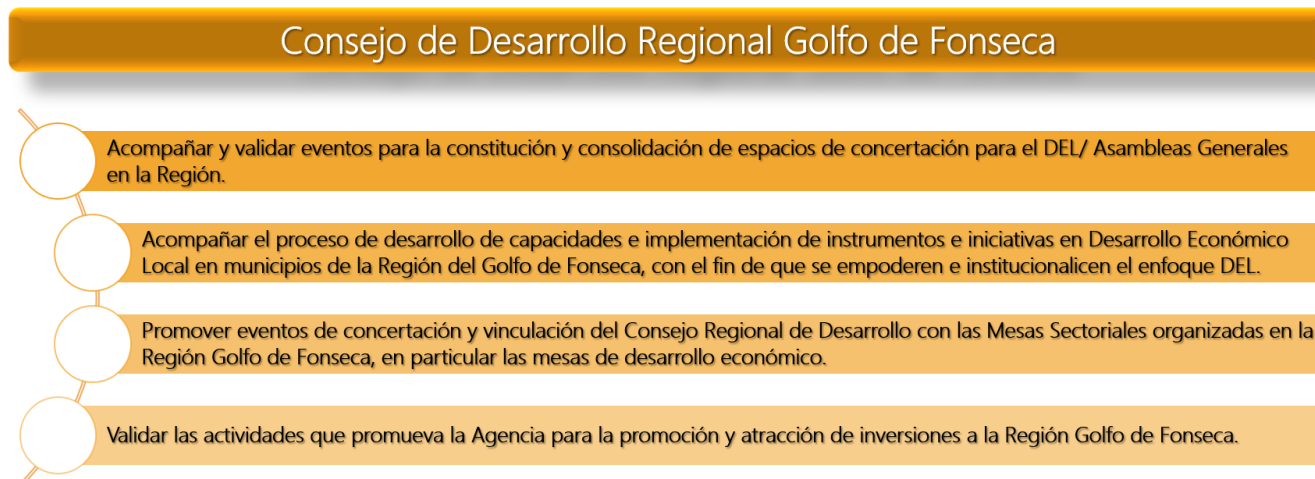 Consejo de Desarrollo Regional Golfo de Fonseca
Acompañar y validar eventos para la constitución y consolidación de espacios de concertación para el DEL/ Asambleas Generales
en la Región.
Acompañar el proceso de desarrollo de capacidades e implementación de instrumentos e iniciativas en Desarrollo Económico
Local en municipios de la Región del Golfo de Fonseca, con el fin de que se empoderen e institucionalicen el enfoque DEL.
Promover eventos de concertación y vinculación del Consejo Regional de Desarrollo con las Mesas Sectoriales organizadas en la
Región Golfo de Fonseca, en particular las mesas de desarrollo económico.
Validar las actividades que promueva la Agencia para la promoción y atracción de inversiones a la Región Golfo de Fonseca.